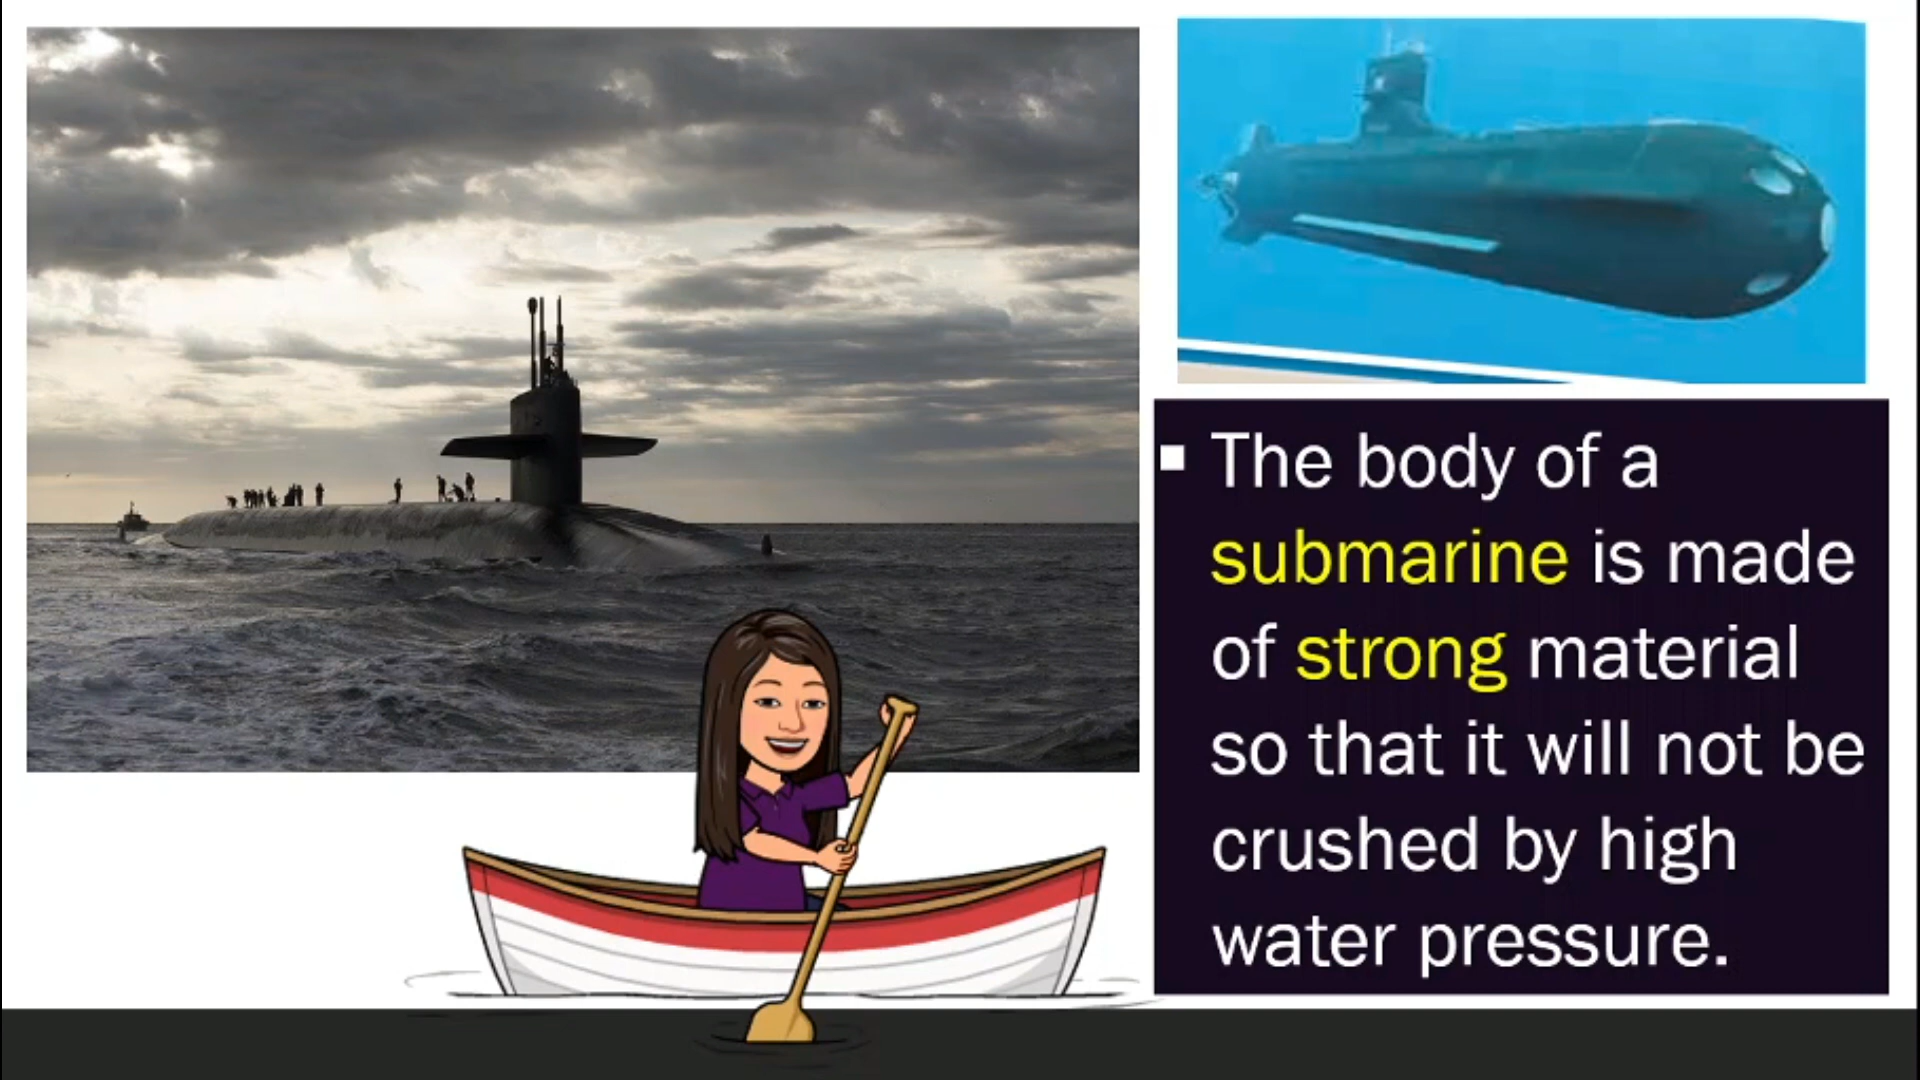 The body of a
submarine is made
of strong material
so that it will not be
crushed by high
water pressure.